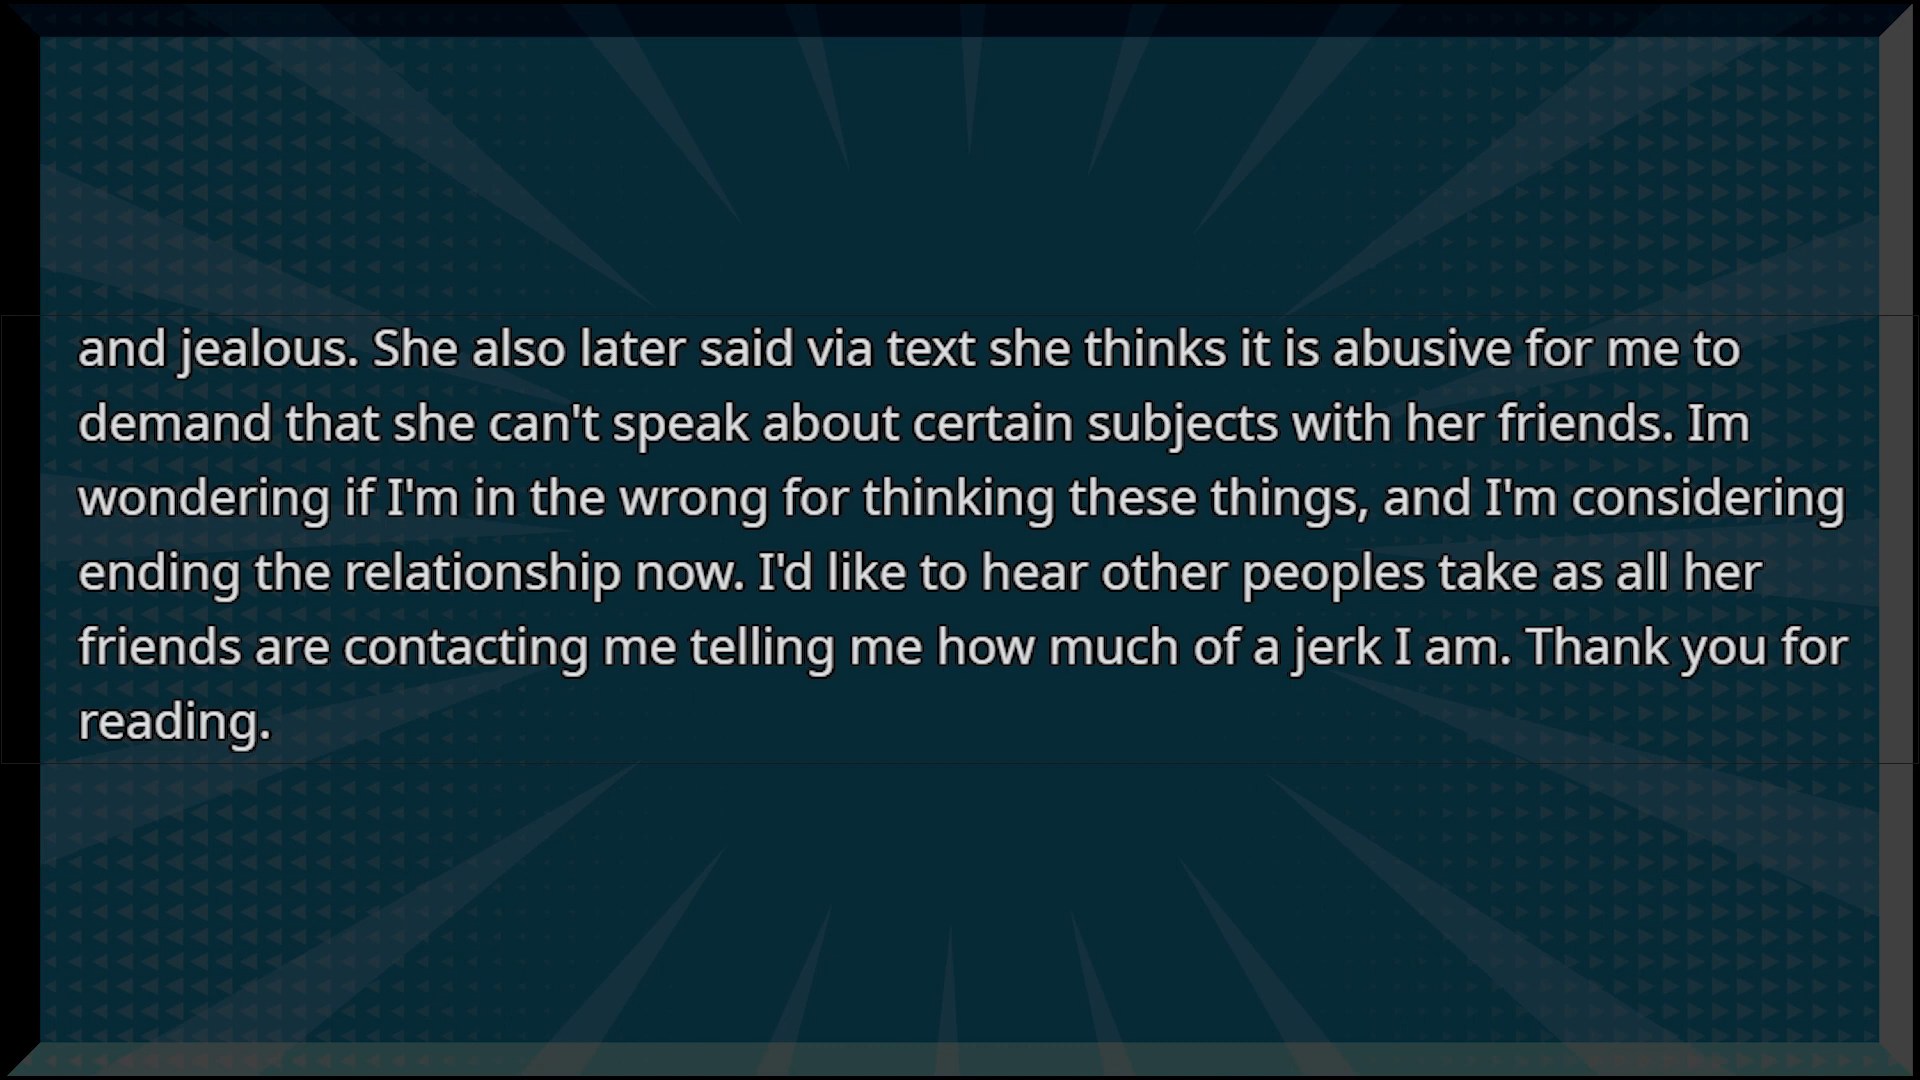 and jealous. She also later said via text she thinks it is abusive for me to
demand that she can't speak about certain subjects with her friends. Im
wondering if I'm in the wrong for thinking these things, and I'm considering
ending the relationship now. I'd like to hear other peoples take as all her
friends are contacting me telling me how much of a jerk I am. Thank you for
reading.